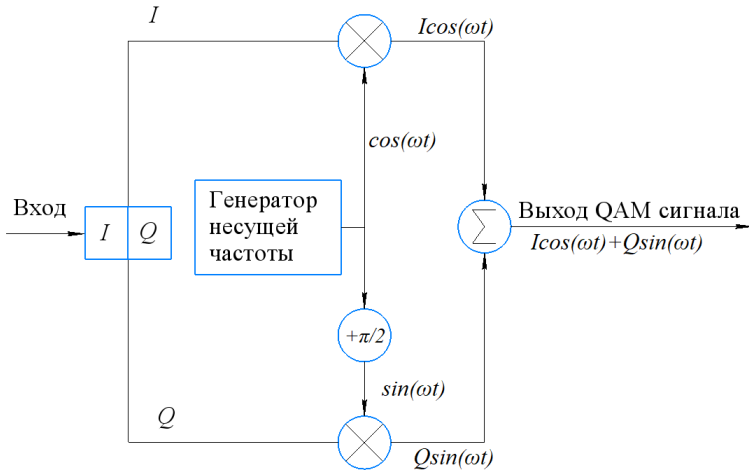 I
Icos(ωt)
cos(ωt)
Вход
I
Q
Генератор
несущей
частоты
Σ
Выход QAM сигнала
Icos(ωt)+Qsin(ωt)
+π/2
sin(ωt)
Q
Qsin(ωt)